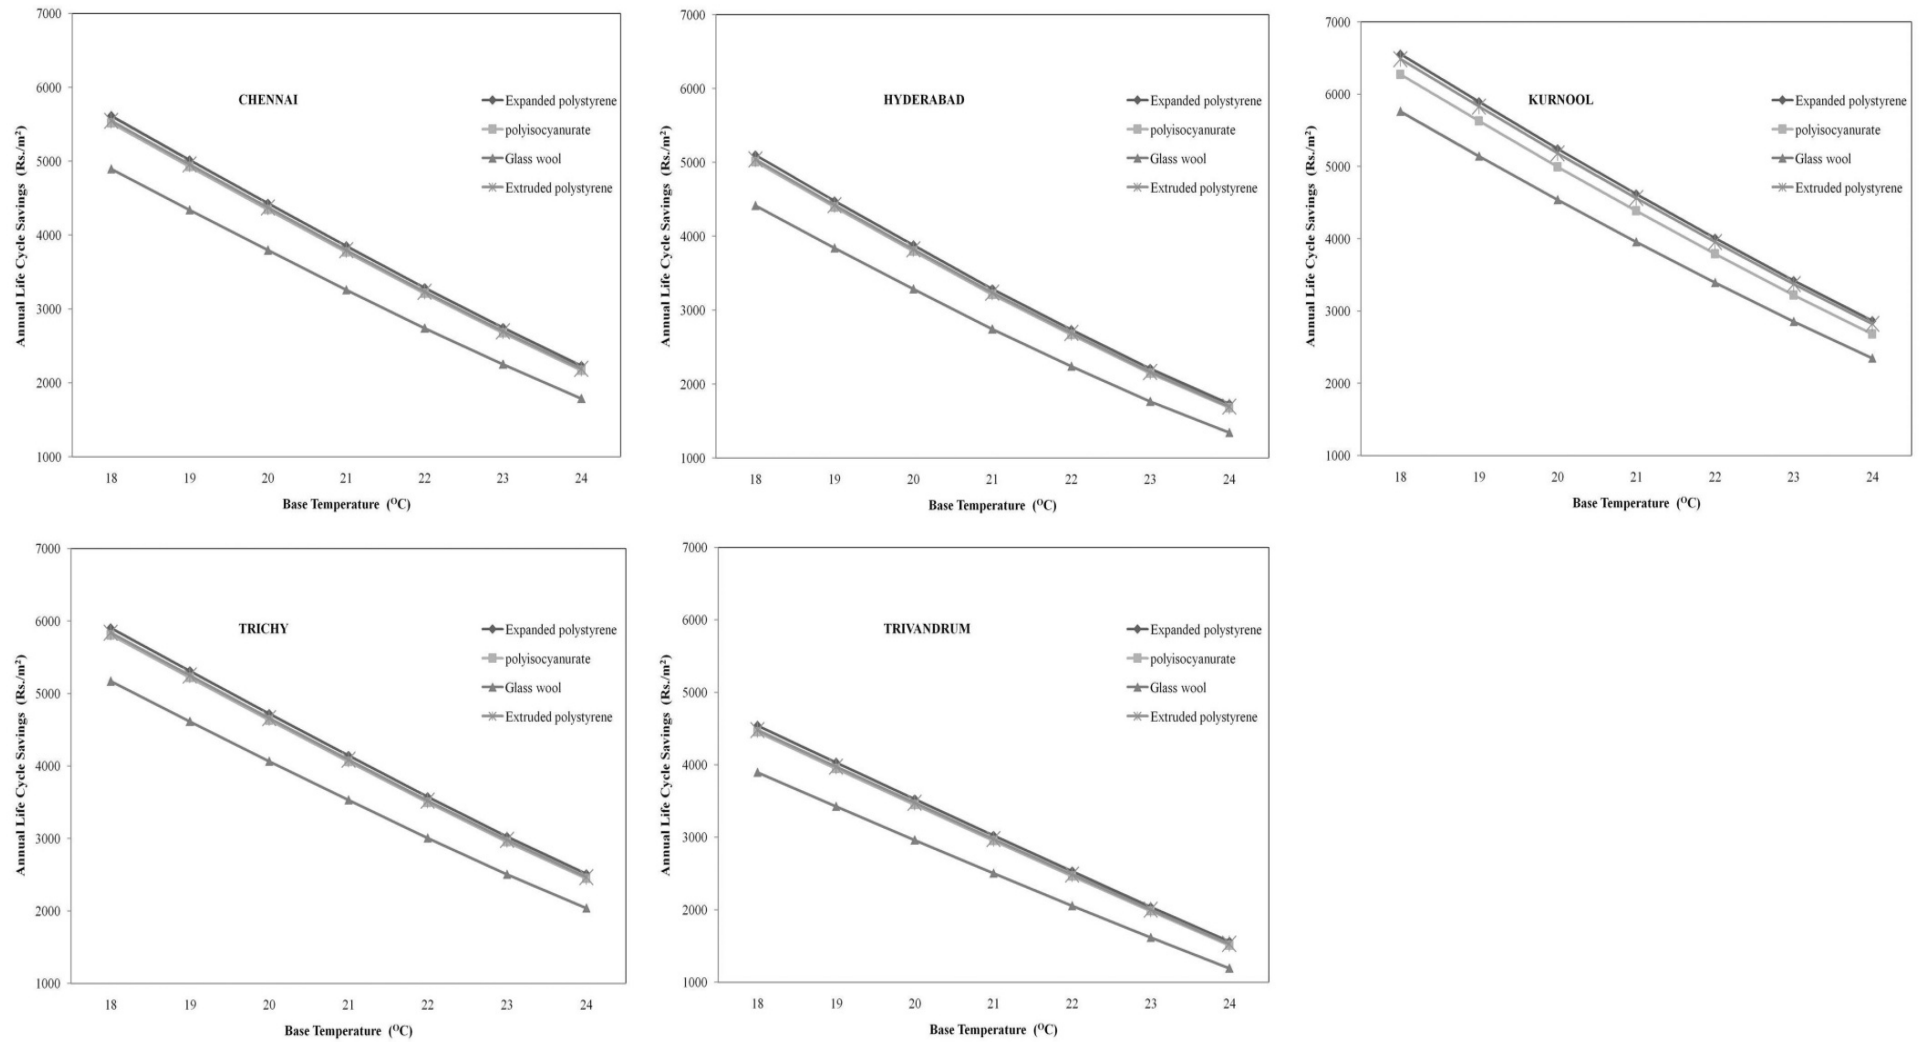 CHENNAI
Annual Life Cycle Savings (Rs./m²)
7000
6000
5000
4000
3000
2000
1000
18 19 20 21 22 23 24
Base Temperature (ᴼC)
Expanded polystyrene
polyisocyanurate
Glass wool
Extruded polystyrene
HYDERABAD
Annual Life Cycle Savings (Rs./m²)
7000
6000
5000
4000
3000
2000
1000
18 19 20 21 22 23 24
Base Temperature (ᴼC)
Expanded polystyrene
polyisocyanurate
Glass wool
Extruded polystyrene
KURNOOL
Annual Life Cycle Savings (Rs./m²)
7000
6000
5000
4000
3000
2000
1000
18 19 20 21 22 23 24
Base Temperature (ᴼC)
Expanded polystyrene
polyisocyanurate
Glass wool
Extruded polystyrene
TRICHY
Annual Life Cycle Savings (Rs./m²)
7000
6000
5000
4000
3000
2000
1000
18 19 20 21 22 23 24
Base Temperature (ᴼC)
Expanded polystyrene
polyisocyanurate
Glass wool
Extruded polystyrene
TRIVANDRUM
Annual Life Cycle Savings (Rs./m²)
7000
6000
5000
4000
3000
2000
1000
18 19 20 21 22 23 24
Base Temperature (ᴼC)
Expanded polystyrene
polyisocyanurate
Glass wool
Extruded polystyrene